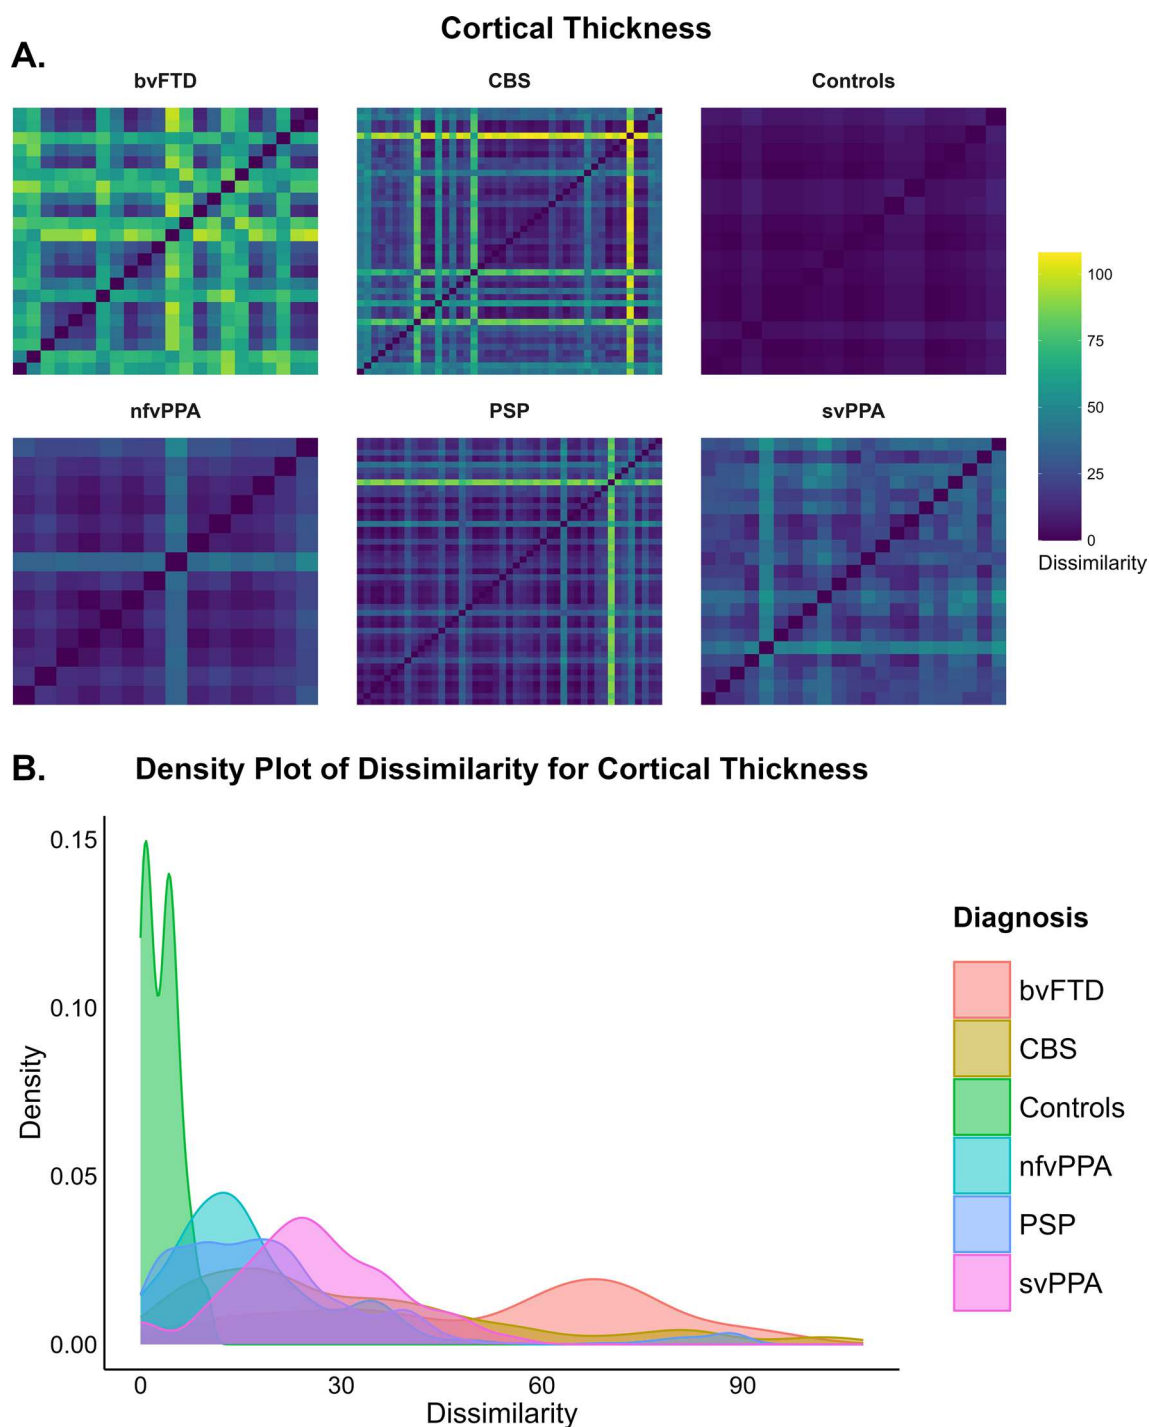 Cortical Thickness
A.
bvFTD
CBS
Controls
nfvPPA
PSP
svPPA
100
75
50
25
0
Dissimilarity
B.
Density Plot of Dissimilarity for Cortical Thickness
0.15
0.10
0.05
0.00
Density
0
30
60
90
Dissimilarity
Diagnosis
bvFTD
CBS
Controls
nfvPPA
PSP
svPPA